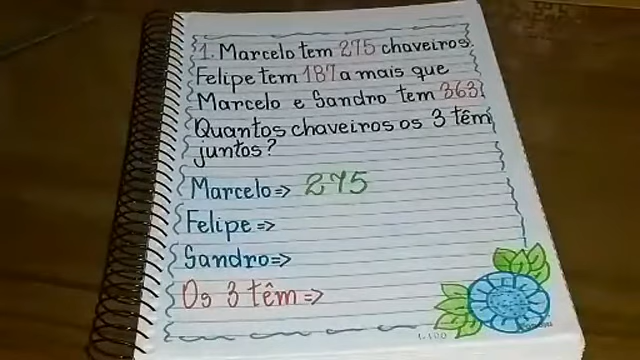 1. Marcelo tem 275 chaveiros.
Felipe tem 187 a mais que
Marcelo e Sandro tem 363.
Quantos chaveiros os 3 têm
juntos?
Marcelo=> 275
Felipe=>
Sandro=>
Os 3 têm=>